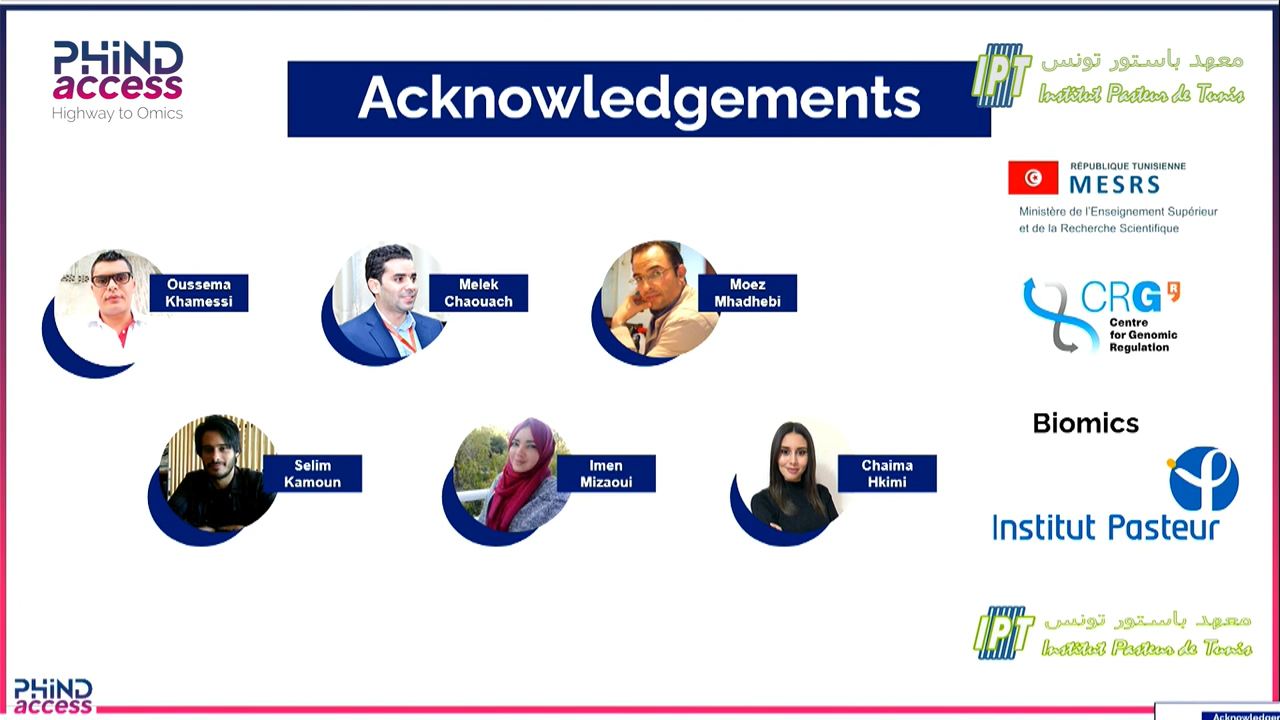 PHiND
access
Highway to Omics
Acknowledgements
IPT
معهد باستور تونس
Institut Pasteur de Tunis
RÉPUBLIQUE TUNISIENNE
MESRS
Ministère de l'Enseignement Supérieur
et de la Recherche Scientifique
Oussema
Khamessi
Melek
Chaouach
Moez
Mhadhebi
CRG
Centre
for Genomic
Regulation
Biomics
Selim
Kamoun
Imen
Mizaoui
Chaima
Hkimi
Institut Pasteur
IPT
معهد باستور تونس
Institut Pasteur de Tunis
PHiND
access